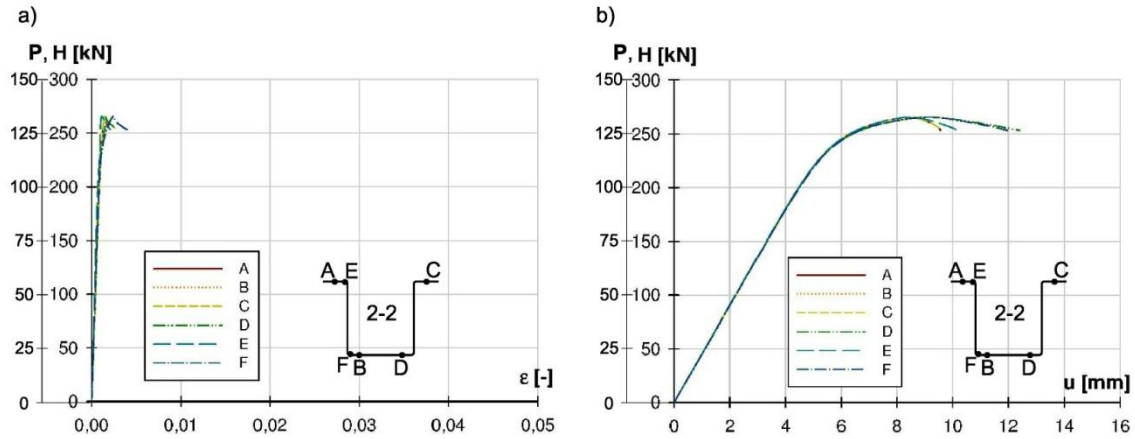 a)
P, H [kN]
150 300
125 250
100 200
75 150
50 100
25 50
0 0
0,00 0,01 0,02 0,03 0,04 0,05
ε [-]
A
B
C
D
E
F
A E C
2-2
F B D
b)
P, H [kN]
150 300
125 250
100 200
75 150
50 100
25 50
0 0
0 2 4 6 8 10 12 14 16
u [mm]
A
B
C
D
E
F
A E C
2-2
F B D